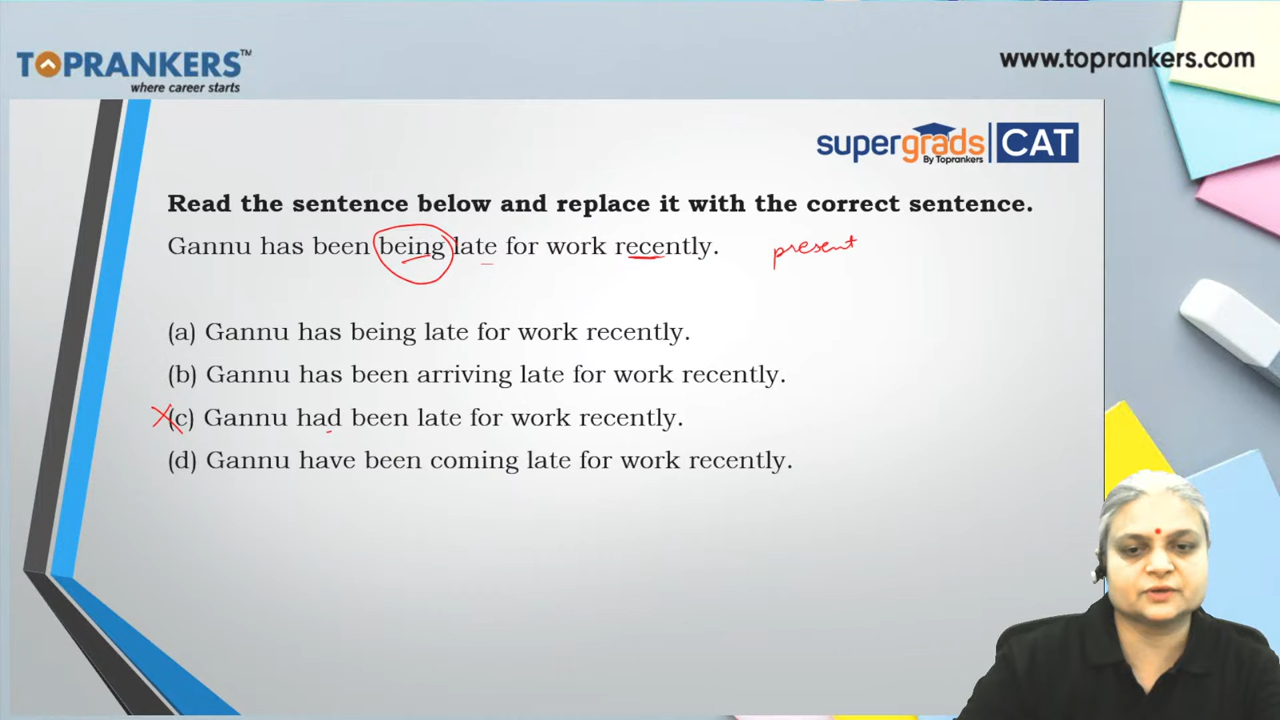 TOPRANKERS™
where career starts
www.toprankers.com
supergrads | CAT
By Toprankers
Read the sentence below and replace it with the correct sentence.
Gannu has been being late for work recently. present
(a) Gannu has being late for work recently.
(b) Gannu has been arriving late for work recently.
(c) Gannu had been late for work recently.
(d) Gannu have been coming late for work recently.